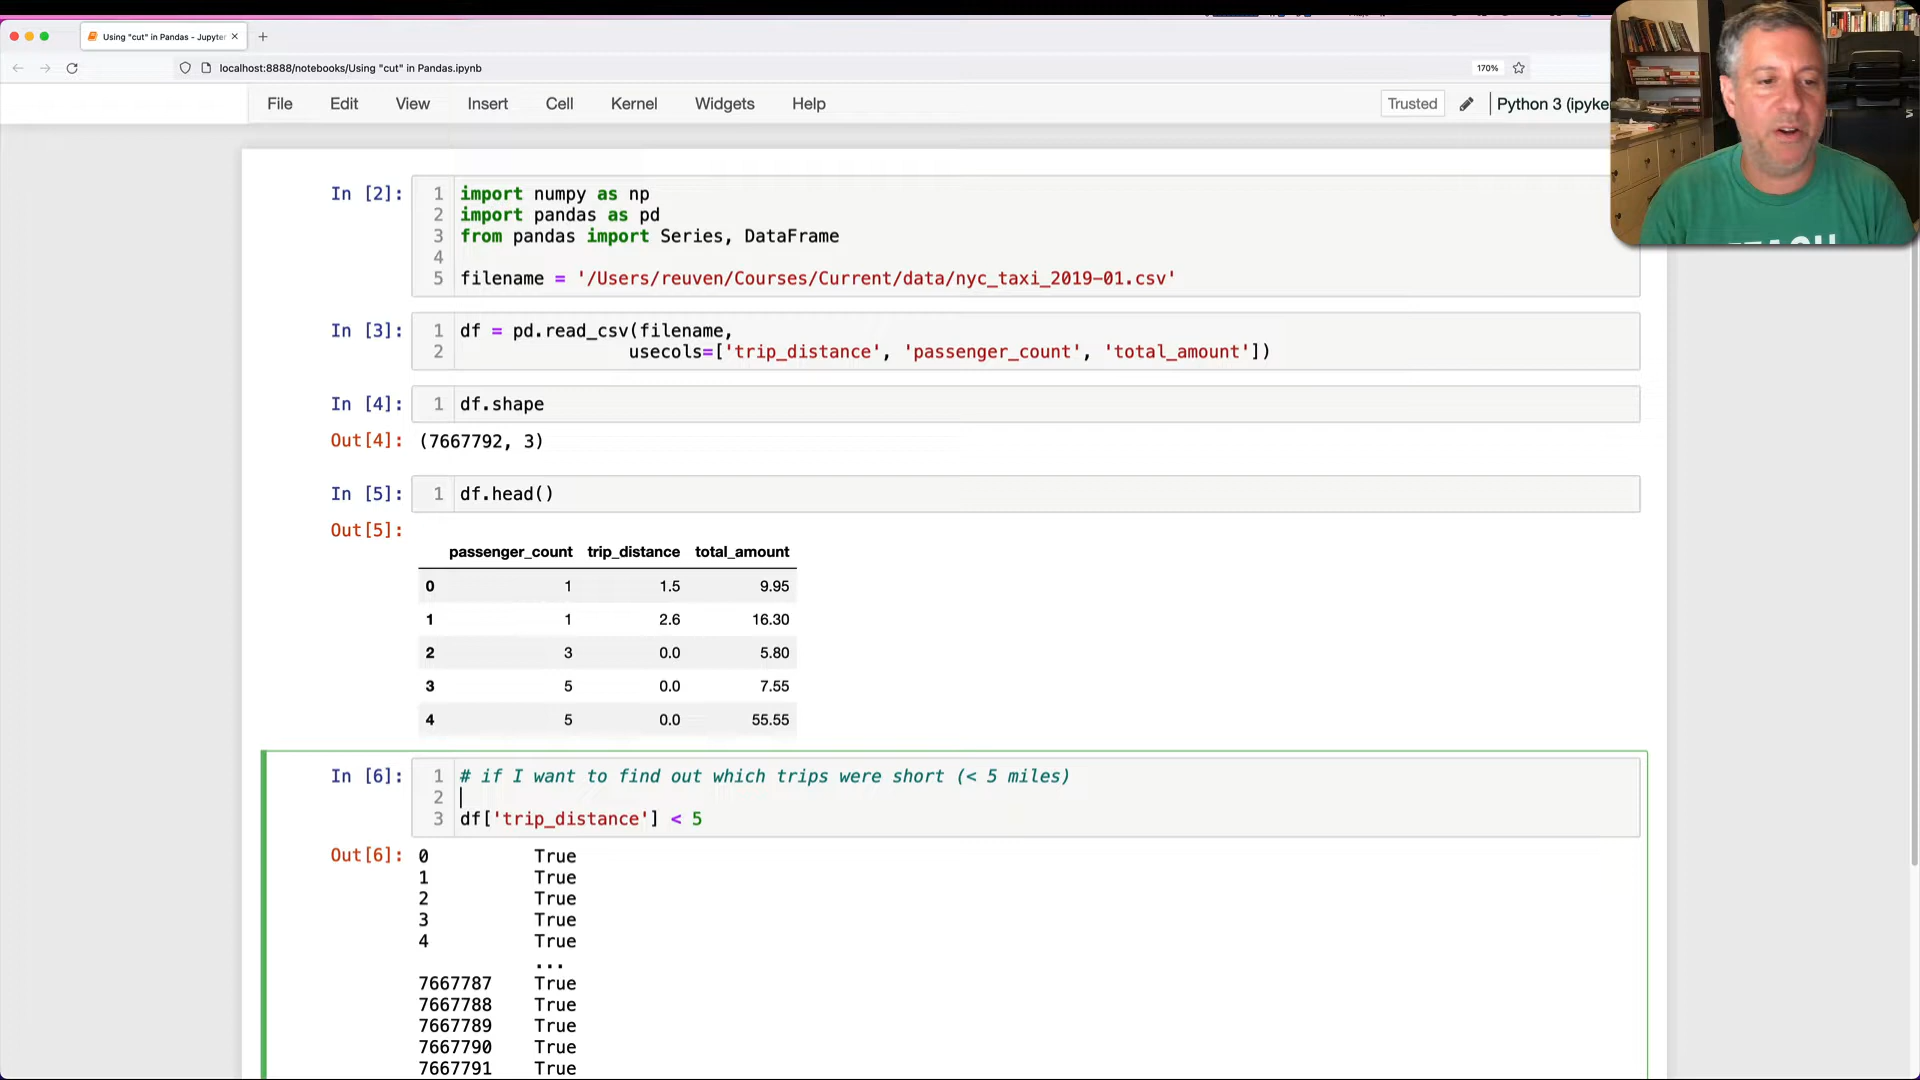 Using "cut" in Pandas - Jupyter
localhost:8888/notebooks/Using "cut" in Pandas.ipynb
170%
File Edit View Insert Cell Kernel Widgets Help
Trusted
Python 3 (ipyke
In [2]:
1 import numpy as np
2 import pandas as pd
3 from pandas import Series, DataFrame
4
5 filename = '/Users/reuven/Courses/Current/data/nyc_taxi_2019-01.csv'
In [3]:
1 df = pd.read_csv(filename,
2 usecols=['trip_distance', 'passenger_count', 'total_amount'])
In [4]: 1 df.shape
Out[4]: (7667792, 3)
In [5]: 1 df.head()
Out[5]:
passenger_count trip_distance total_amount
0 1 1.5 9.95
1 1 2.6 16.30
2 3 0.0 5.80
3 5 0.0 7.55
4 5 0.0 55.55
In [6]:
1 # if I want to find out which trips were short (< 5 miles)
2
3 df['trip_distance'] < 5
Out[6]:
0 True
1 True
2 True
3 True
4 True
...
7667787 True
7667788 True
7667789 True
7667790 True
7667791 True